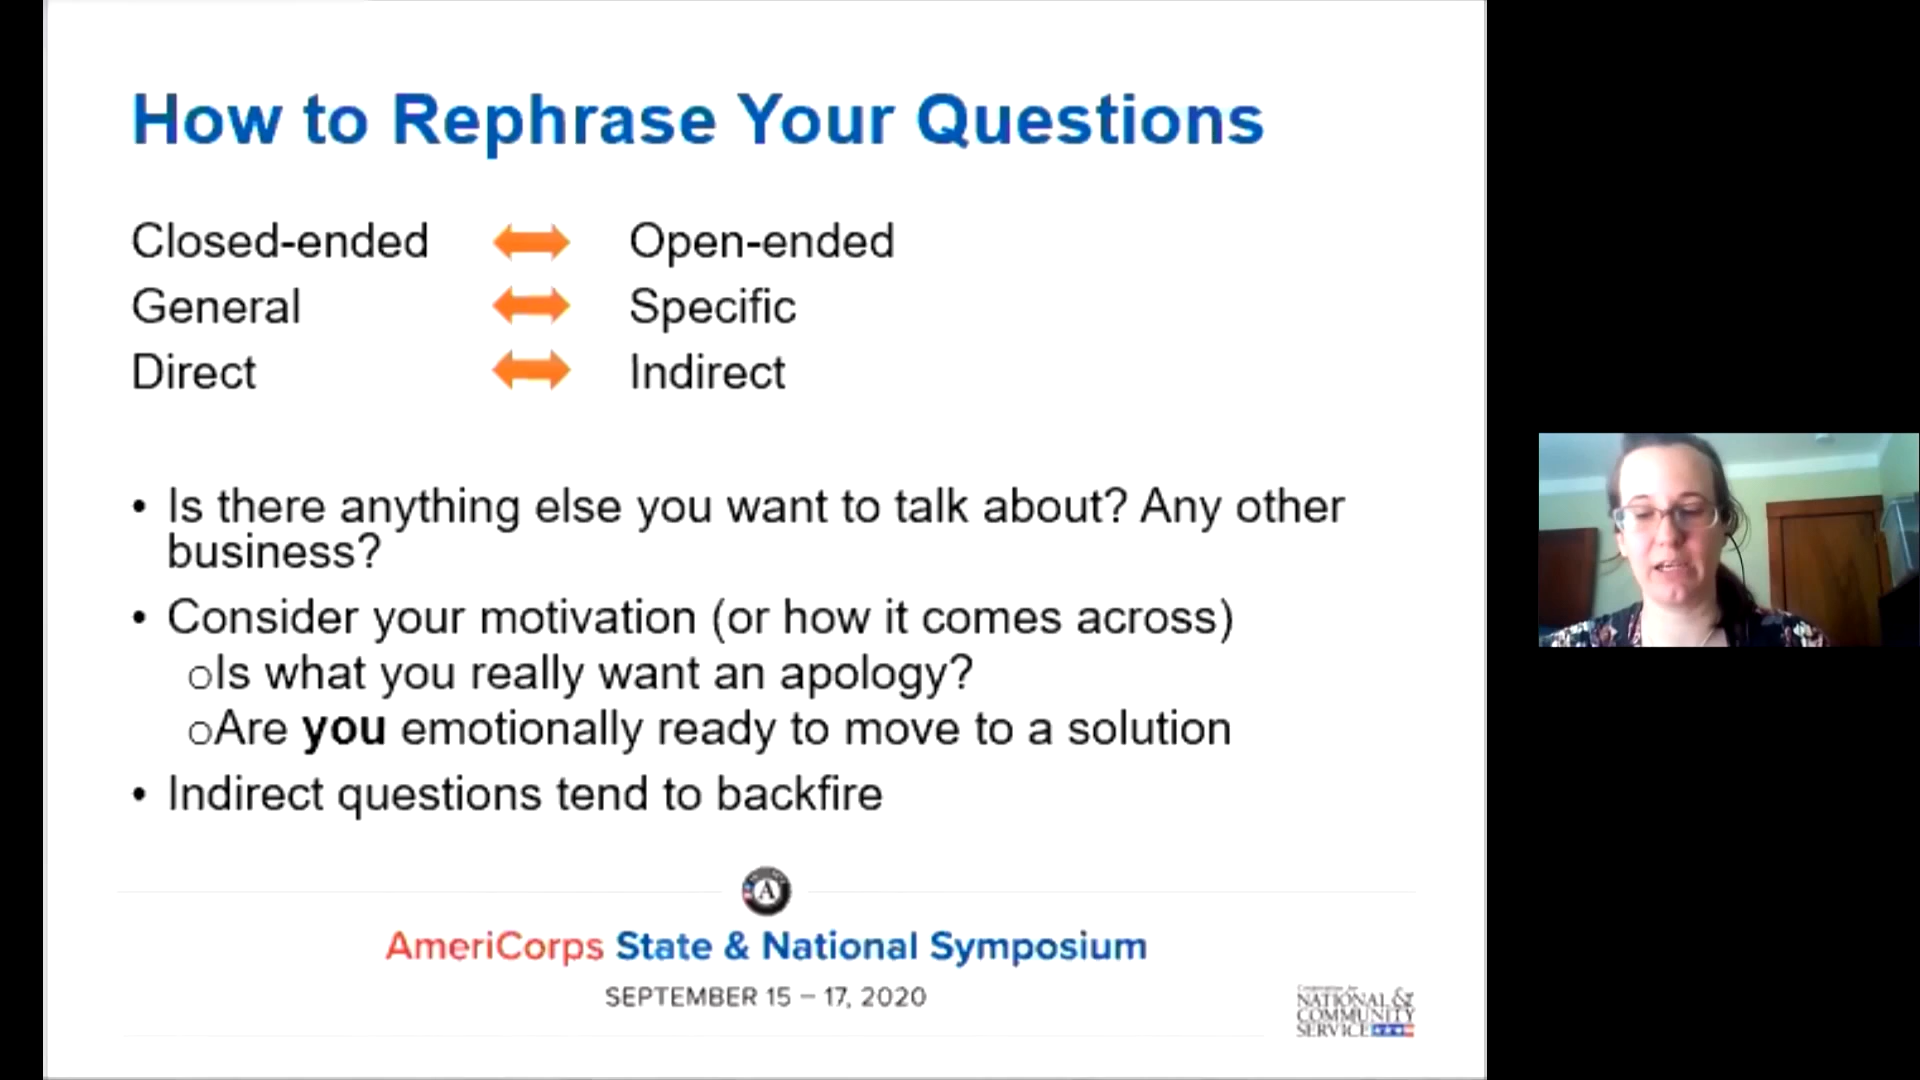 How to Rephrase Your Questions
Closed-ended Open-ended
General Specific
Direct Indirect
• Is there anything else you want to talk about? Any other
business?
• Consider your motivation (or how it comes across)
oIs what you really want an apology?
oAre you emotionally ready to move to a solution
• Indirect questions tend to backfire
A
AmeriCorps State & National Symposium
SEPTEMBER 15 – 17, 2020
Corporation for
NATIONAL &
COMMUNITY
SERVICE